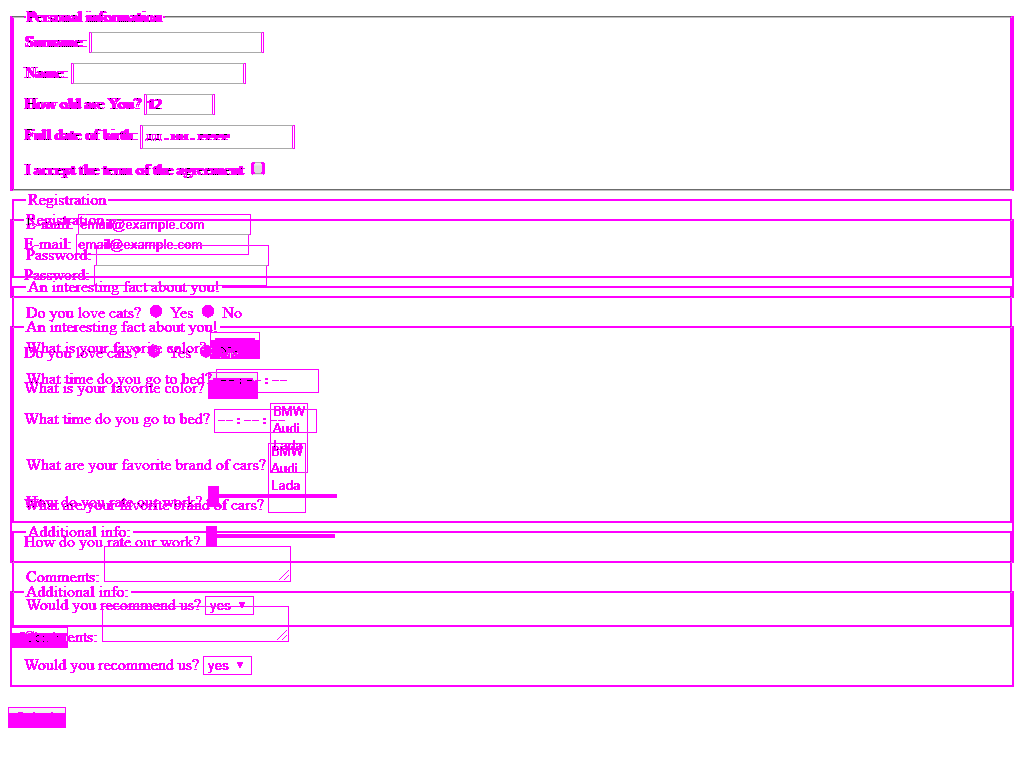 Personal information
Surname:
Name:
How old are You? 12
Full date of birth:
I accept the term of the agreement
Registration
Registration
E-mail: email@example.com
E-mail: email@example.com
Password:
Password:
An interesting fact about you!
Do you love cats? Yes No
An interesting fact about you!
What is your favorite color?
Do you love cats? Yes
What time do you go to bed? --:--:--
What is your favorite color?
BMW
What time do you go to bed? --:--:--
Audi
Lada
BMW
What are your favorite brand of cars?
Audi
Lada
How do you rate our work?
What are your favorite brand of cars?
Additional info:
How do you rate our work?
Comments:
Additional info:
Would you recommend us? yes
Comments:
Would you recommend us? yes